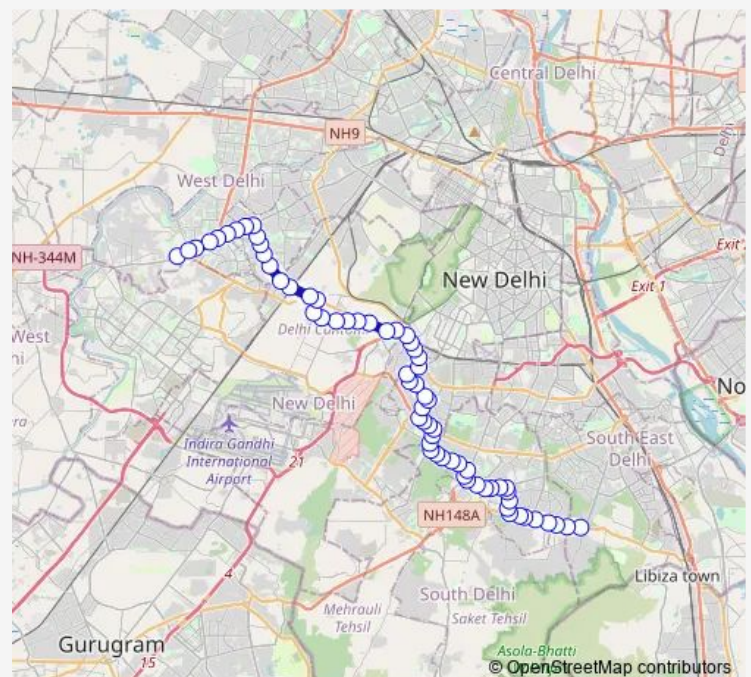 Central Delhi
NH9
Delhi
West Delhi
NH-344M
Exit
New Delhi
Exit 1
West
New Delhi
No
Indira Gandhi
International
Airport
21
South East
Delhi
NH148A
4
Libiza town
South Delhi
Mehrauli
Tehsil
Saket Tehsil
Gurugram
15
Asola-Bhatti
© OpenStreetMap contributors